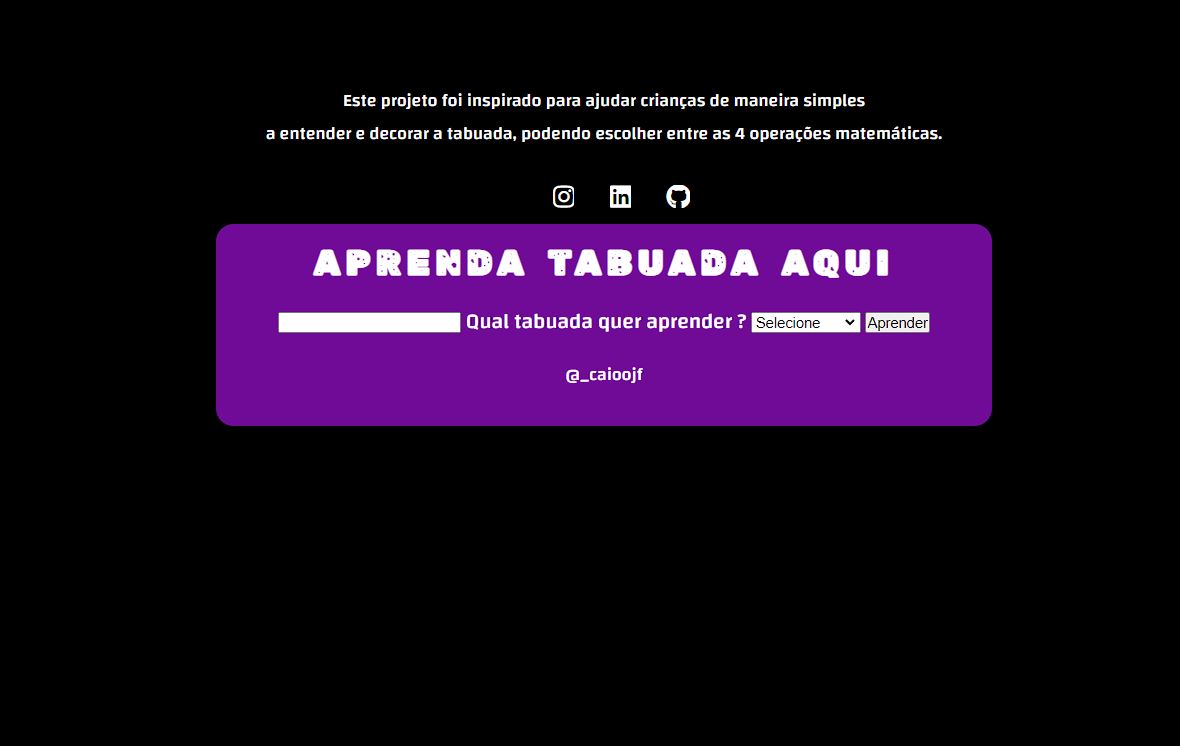 Este projeto foi inspirado para ajudar crianças de maneira simples
a entender e decorar a tabuada, podendo escolher entre as 4 operações matemáticas.
in
APRENDA TABUADA AQUI
Qual tabuada quer aprender ? Selecione Aprender
@_caioojf